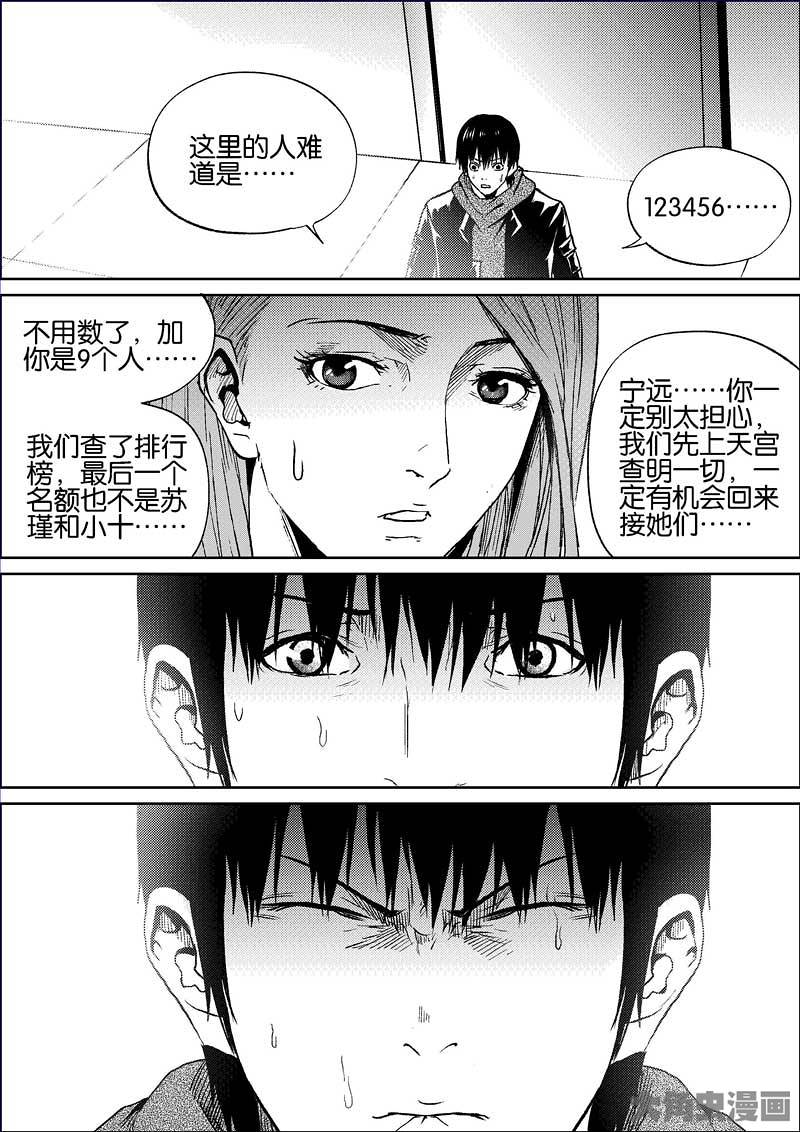 这里的人难
道是……
123456……
不用数了，加
你是9个人……
我们查了排行
榜，最后一个
名额也不是苏
瑾和小十……
宁远……你一
定别太担心，
我们先上天宫
查明一切，一
定有机会回来
接她们……
大角虫漫画